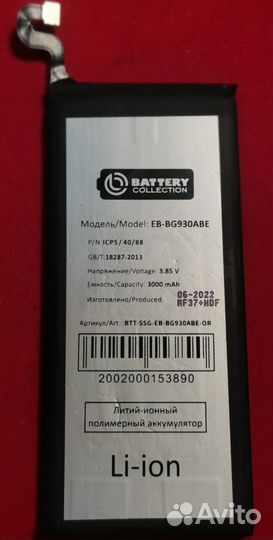 BATTERY
COLLECTION
Модель/Model: EB-BG930ABE
P/N ICP5/40/88
GB/T 18287-2013
Напряжение/Voltage: 3.85 V
Емкость/Capacity: 3000 mAh
Изготовлено/Produced: 06-2022
MF37+HDF
Артикул/Art. BTT-SSG-EB-BG930ABE-OR
2002000153890
Литий-ионный
полимерный аккумулятор
Li-ion
Avito